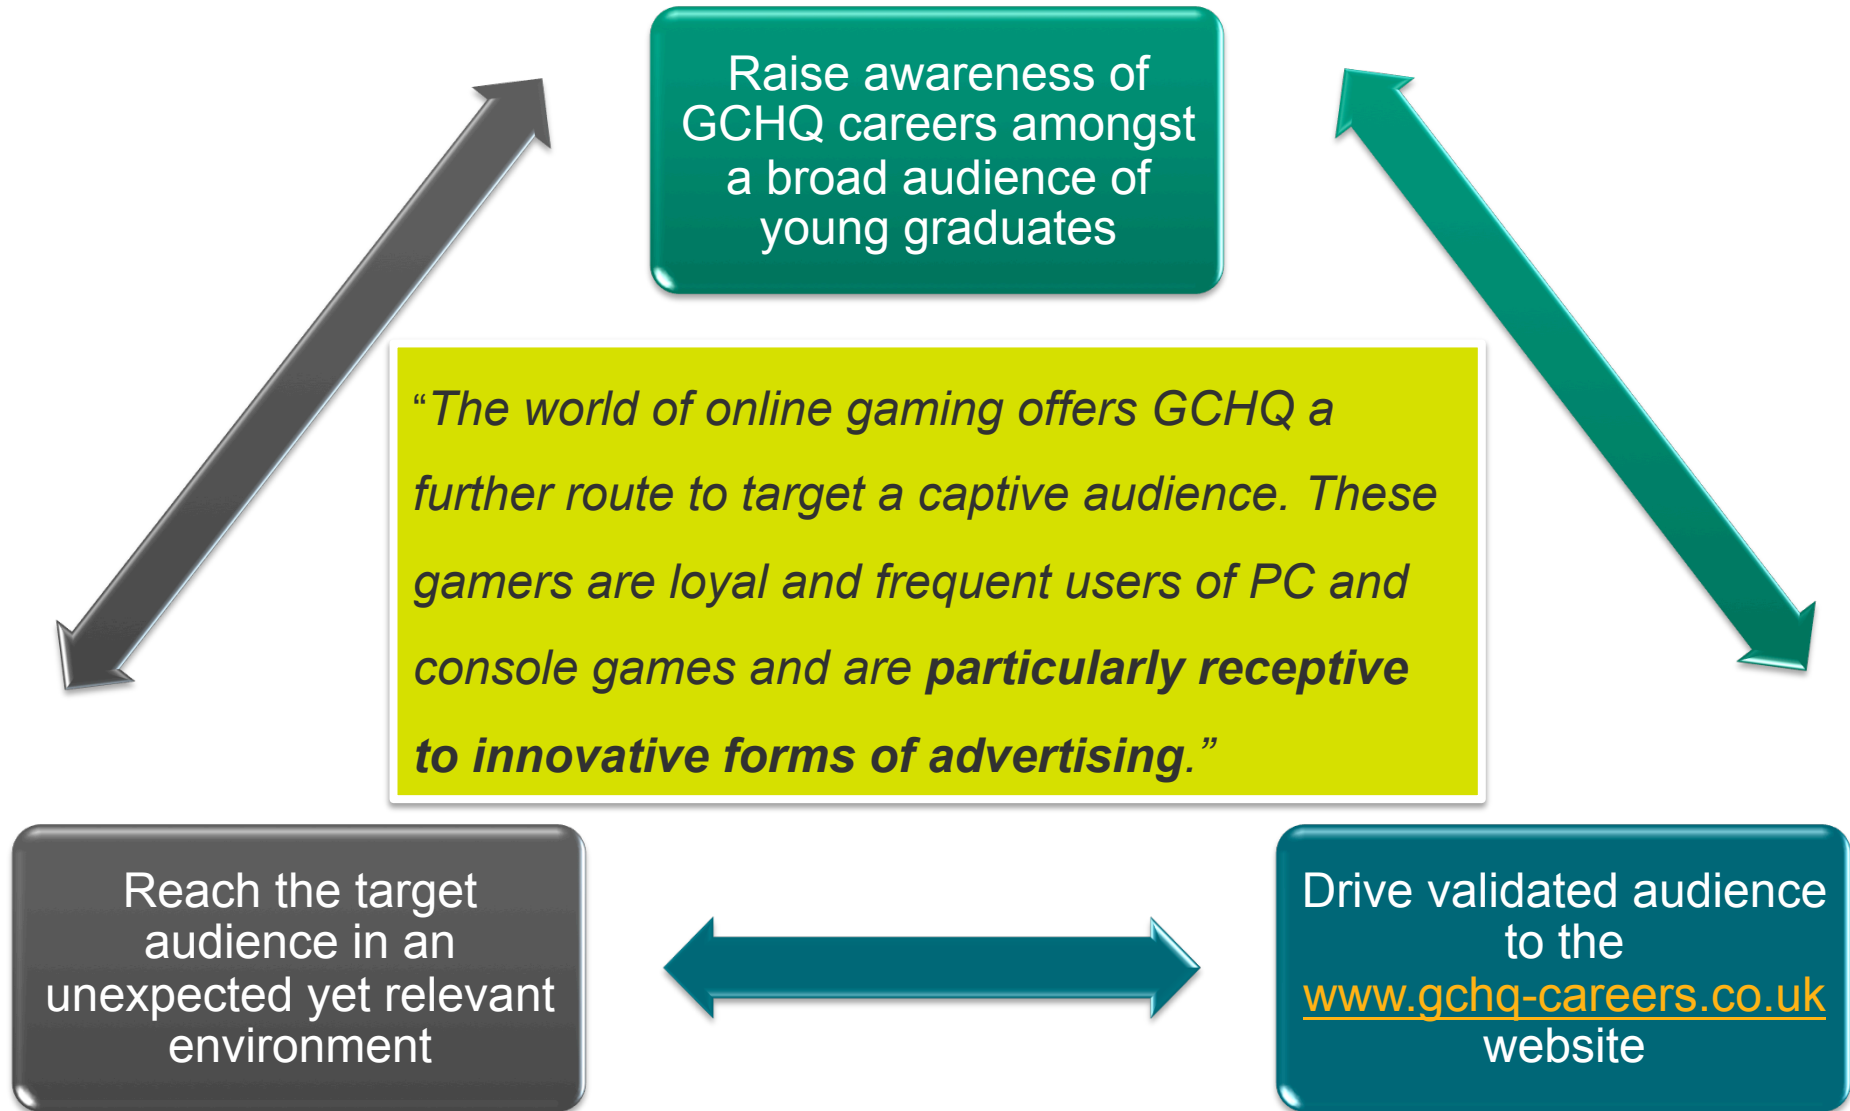 Raise awareness of
GCHQ careers amongst
a broad audience of
young graduates
“The world of online gaming offers GCHQ a
further route to target a captive audience. These
gamers are loyal and frequent users of PC and
console games and are particularly receptive
to innovative forms of advertising.”
Reach the target
audience in an
unexpected yet relevant
environment
Drive validated audience
to the
www.gchq-careers.co.uk
website